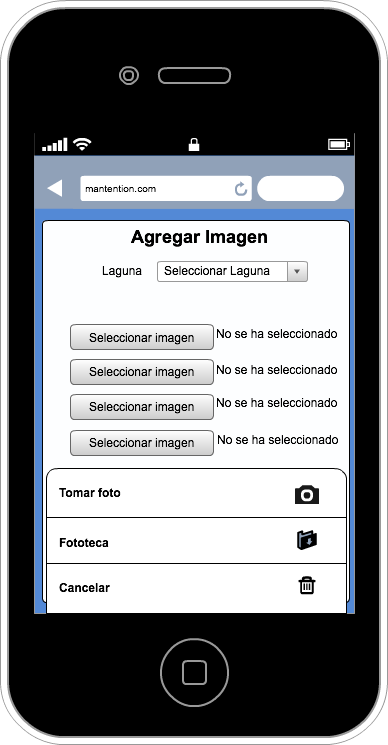 mantention.com
Agregar Imagen
Laguna Seleccionar Laguna
Seleccionar imagen No se ha seleccionado
Seleccionar imagen No se ha seleccionado
Seleccionar imagen No se ha seleccionado
Seleccionar imagen No se ha seleccionado
Tomar foto
Fototeca
Cancelar